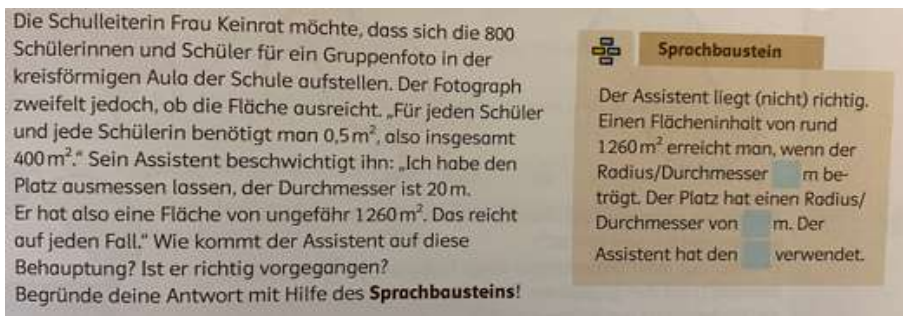 Die Schulleiterin Frau Keinrat möchte, dass sich die 800
Schülerinnen und Schüler für ein Gruppenfoto in der
kreisförmigen Aula der Schule aufstellen. Der Fotograph
zweifelt jedoch, ob die Fläche ausreicht. „Für jeden Schüler
und jede Schülerin benötigt man 0,5 m², also insgesamt
400 m².“ Sein Assistent beschwichtigt ihn: „Ich habe den
Platz ausmessen lassen, der Durchmesser ist 20 m.
Er hat also eine Fläche von ungefähr 1260 m². Das reicht
auf jeden Fall.“ Wie kommt der Assistent auf diese
Behauptung? Ist er richtig vorgegangen?
Begründe deine Antwort mit Hilfe des Sprachbausteins!
Sprachbaustein
Der Assistent liegt (nicht) richtig.
Einen Flächeninhalt von rund
1260 m² erreicht man, wenn der
Radius/Durchmesser m be-
trägt. Der Platz hat einen Radius/
Durchmesser von m. Der
Assistent hat den verwendet.